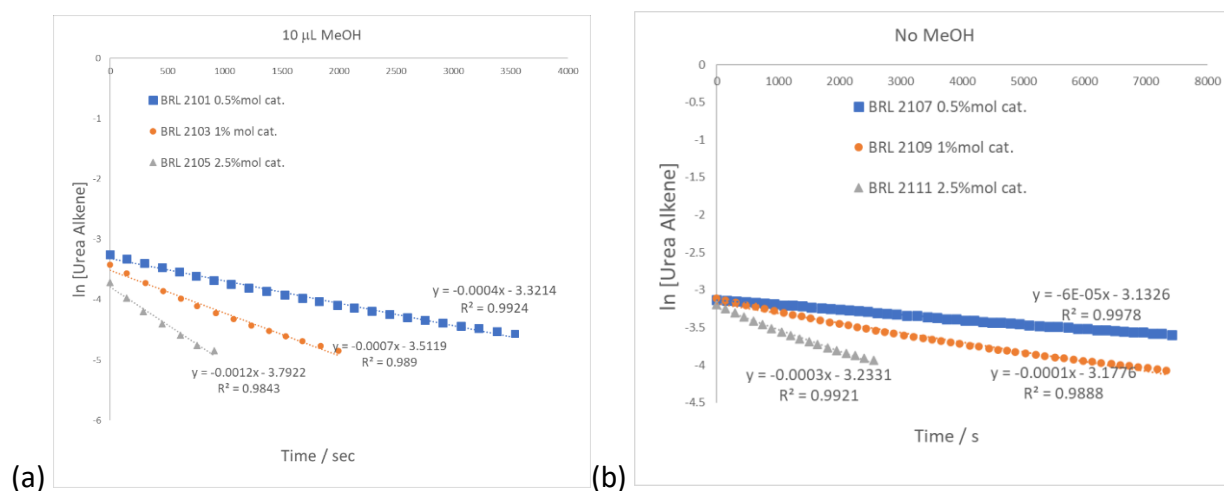 10 μL MeOH
0
500
1000
1500
2000
2500
3000
3500
4000
0
-1
-2
-3
-4
-5
-6
BRL 2101 0.5%mol cat.
BRL 2103 1% mol cat.
BRL 2105 2.5%mol cat.
ln [Urea Alkene]
y = -0.0004x - 3.3214
R² = 0.9924
y = -0.0007x - 3.5119
R² = 0.989
y = -0.0012x - 3.7922
R² = 0.9843
Time / sec
(a)
No MeOH
0
1000
2000
3000
4000
5000
6000
7000
8000
0
-0.5
-1
-1.5
-2
-2.5
-3
-3.5
-4
-4.5
BRL 2107 0.5%mol cat.
BRL 2109 1%mol cat.
BRL 2111 2.5%mol cat.
ln [Urea Alkene]
y = -6E-05x - 3.1326
R² = 0.9978
y = -0.0003x - 3.2331
R² = 0.9921
y = -0.0001x - 3.1776
R² = 0.9888
Time / s
(b)